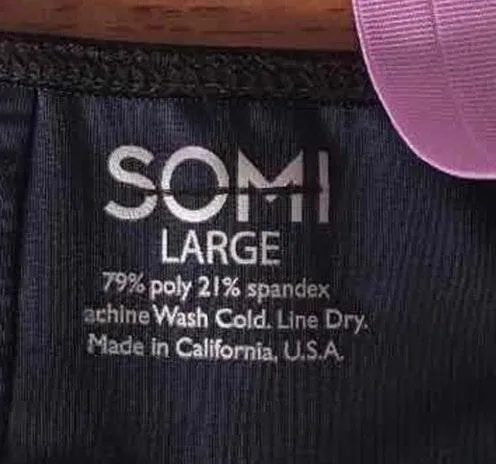 SOMI
LARGE
79% poly 21% spandex
achine Wash Cold. Line Dry.
Made in California, U.S.A.